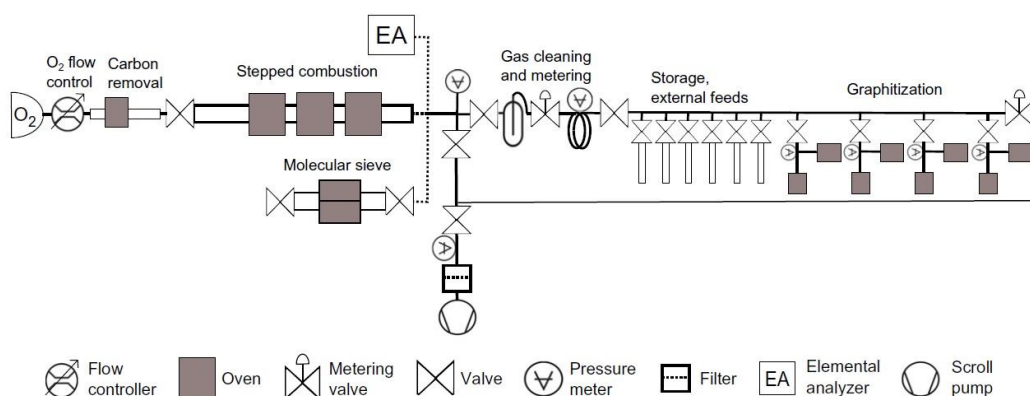 EA
O2 flow
control
Carbon
removal
Stepped combustion
Gas cleaning
and metering
Storage,
external feeds
Graphitization
O2
Molecular sieve
Flow
controller
Oven
Metering
valve
Valve
Pressure
meter
Filter
EA
Elemental
analyzer
Scroll
pump